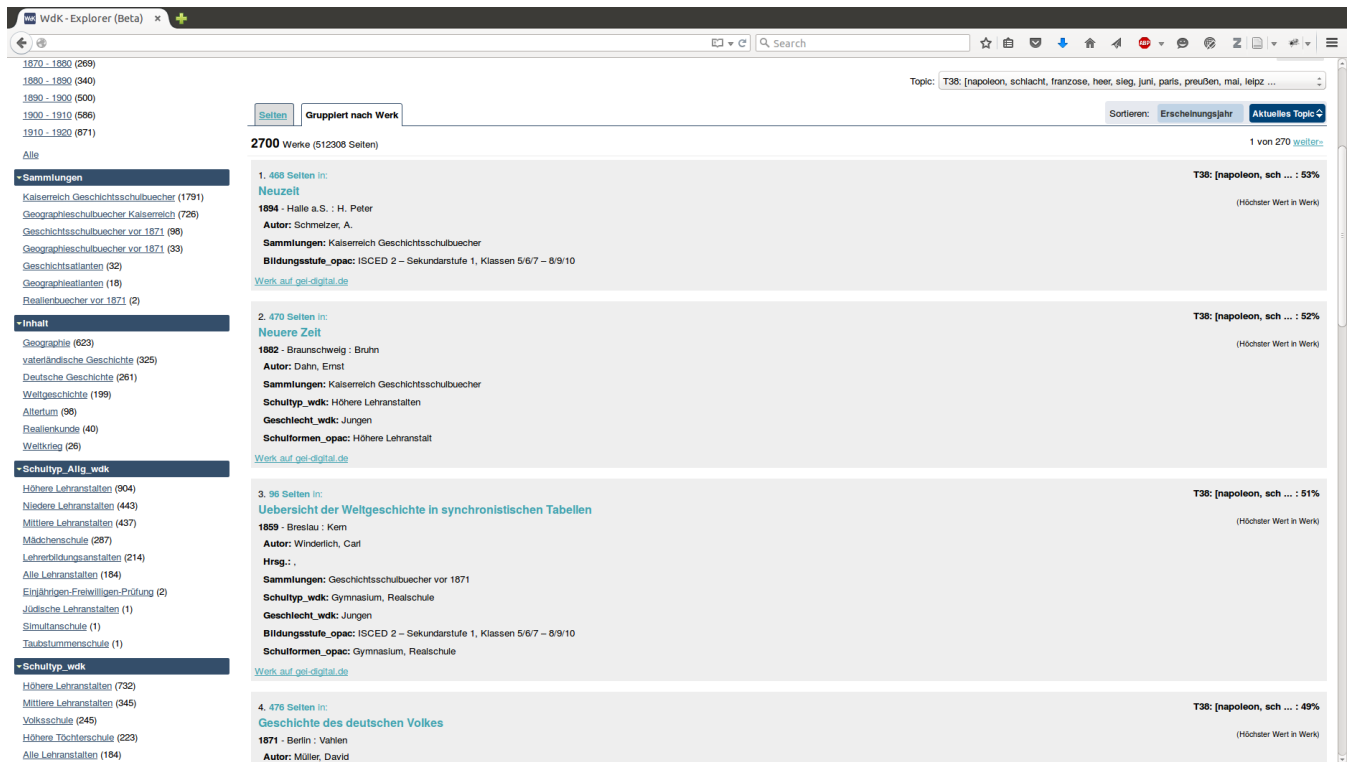 WdK WdK-Explorer (Beta) ×
Search
ABP
Z
1870 - 1880 (269)
1880 - 1890 (340)
1890 - 1900 (500)
1900 - 1910 (586)
1910 - 1920 (871)
Alle
Sammlungen
Kaiserreich Geschichtsschulbuecher (1791)
Geographieschulbuecher Kaiserreich (726)
Geschichtsschulbuecher vor 1871 (98)
Geographieschulbuecher vor 1871 (33)
Geschichtsatlanten (32)
Geographieatlanten (18)
Realienbuecher vor 1871 (2)
Inhalt
Geographie (623)
vaterländische Geschichte (325)
Deutsche Geschichte (261)
Weltgeschichte (199)
Altertum (98)
Realienkunde (40)
Weltkrieg (26)
Schultyp_Allg_wdk
Höhere Lehranstalten (904)
Niedere Lehranstalten (443)
Mittlere Lehranstalten (437)
Mädchenschule (287)
Lehrerbildungsanstalten (214)
Alle Lehranstalten (184)
Einjährigen-Freiwilligen-Prüfung (2)
Jüdische Lehranstalten (1)
Simultanschule (1)
Taubstummenschule (1)
Schultyp_wdk
Höhere Lehranstalten (732)
Mittlere Lehranstalten (345)
Volksschule (245)
Höhere Töchterschule (223)
Alle Lehranstalten (184)
Topic: T38: [napoleon, schlacht, franzose, heer, sieg, juni, paris, preußen, mai, leipz ...
Seiten Gruppiert nach Werk
Sortieren: Erscheinungsjahr Aktuelles Topic
2700 Werke (512308 Seiten)
1 von 270 weiter»
1. 468 Seiten in:
T38: [napoleon, sch ... : 53%
Neuzeit
(Höchster Wert in Werk)
1894 - Halle a.S. : H. Peter
Autor: Schmelzer, A.
Sammlungen: Kaiserreich Geschichtsschulbuecher
Bildungsstufe_opac: ISCED 2 – Sekundarstufe 1, Klassen 5/6/7 – 8/9/10
Werk auf gei-digital.de
2. 470 Seiten in:
T38: [napoleon, sch ... : 52%
Neuere Zeit
(Höchster Wert in Werk)
1882 - Braunschweig : Bruhn
Autor: Dahn, Ernst
Sammlungen: Kaiserreich Geschichtsschulbuecher
Schultyp_wdk: Höhere Lehranstalten
Geschlecht_wdk: Jungen
Schulformen_opac: Höhere Lehranstalt
Werk auf gei-digital.de
3. 96 Seiten in:
T38: [napoleon, sch ... : 51%
Uebersicht der Weltgeschichte in synchronistischen Tabellen
(Höchster Wert in Werk)
1859 - Breslau : Kern
Autor: Winderlich, Carl
Hrsg.: ,
Sammlungen: Geschichtsschulbuecher vor 1871
Schultyp_wdk: Gymnasium, Realschule
Geschlecht_wdk: Jungen
Bildungsstufe_opac: ISCED 2 – Sekundarstufe 1, Klassen 5/6/7 – 8/9/10
Schulformen_opac: Gymnasium, Realschule
Werk auf gei-digital.de
4. 476 Seiten in:
T38: [napoleon, sch ... : 49%
Geschichte des deutschen Volkes
(Höchster Wert in Werk)
1871 - Berlin : Vahlen
Autor: Müller, David